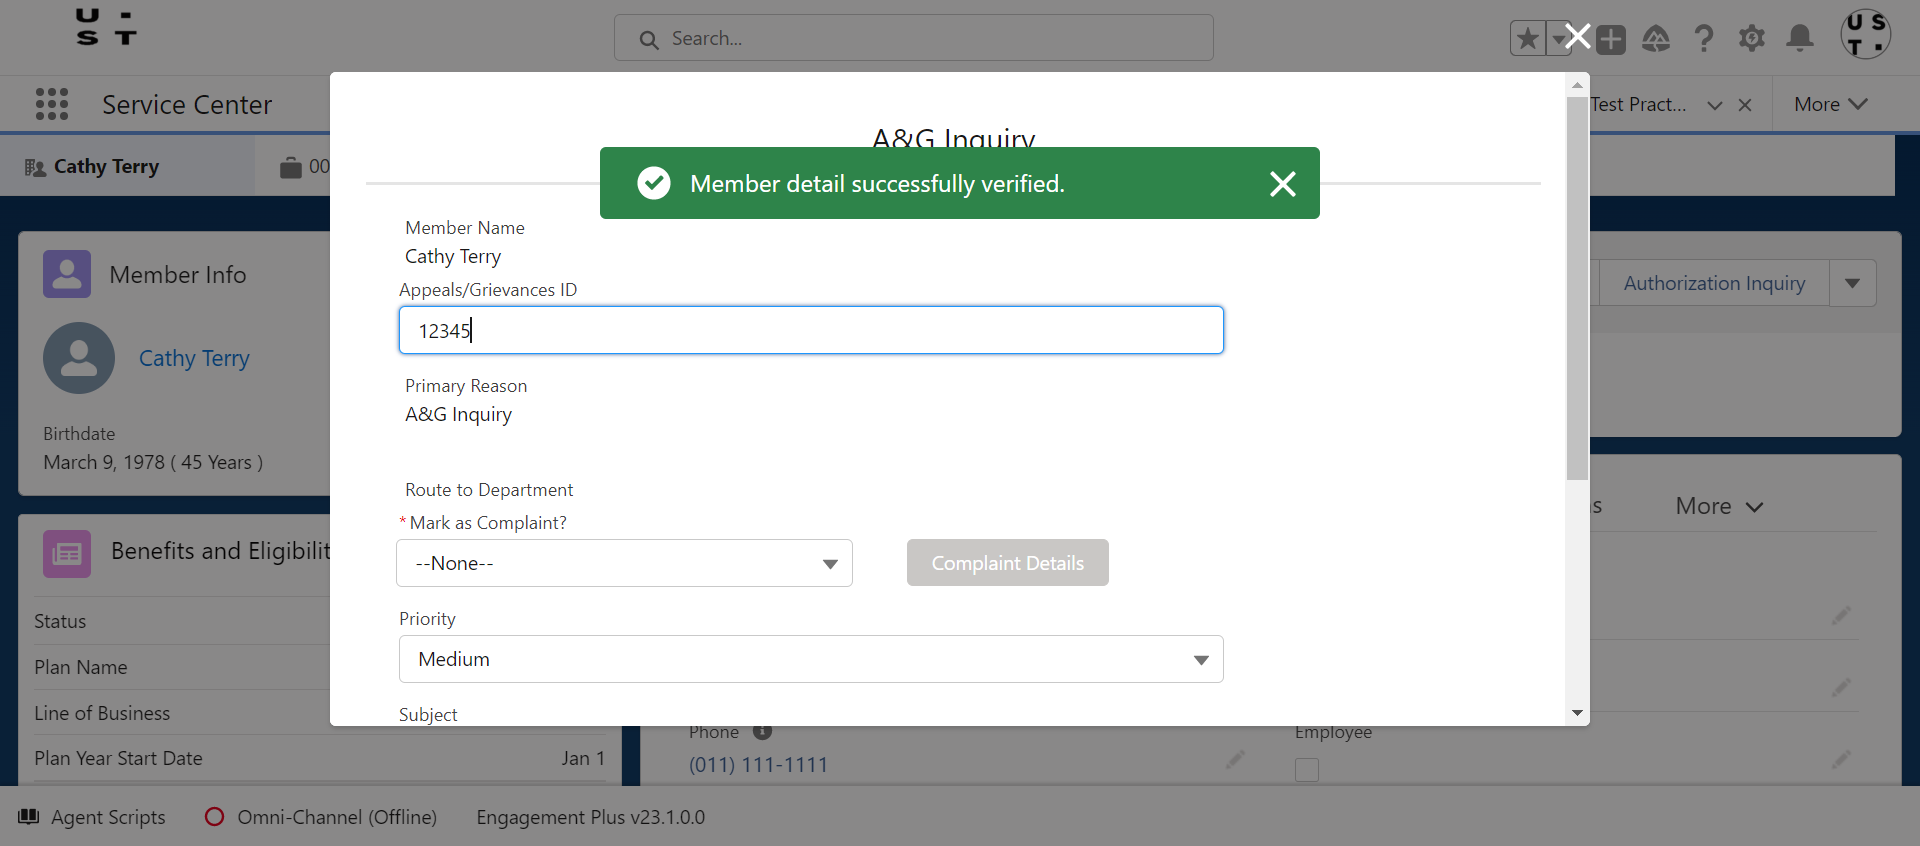 U S T
Search...
U S T
Service Center
Test Pract...
More
Cathy Terry
00
A&G Inquiry
Member detail successfully verified.
Member Info
Cathy Terry
Birthdate
March 9, 1978 ( 45 Years )
Benefits and Eligibilit
Status
Plan Name
Line of Business
Plan Year Start Date
Jan 1
Member Name
Cathy Terry
Appeals/Grievances ID
12345
Primary Reason
A&G Inquiry
Route to Department
*Mark as Complaint?
--None--
Complaint Details
Priority
Medium
Subject
Authorization Inquiry
s
More
Phone
(011) 111-1111
Employee
Agent Scripts
Omni-Channel (Offline)
Engagement Plus v23.1.0.0